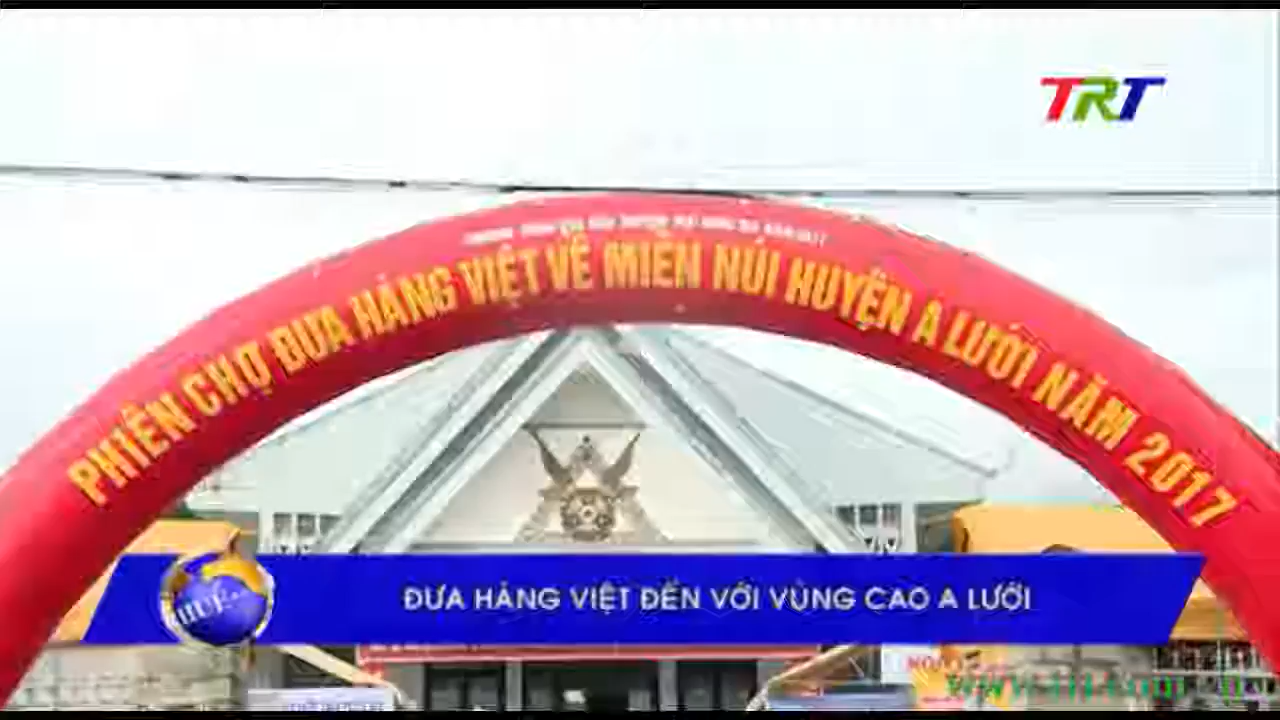 TRT
PHIÊN CHỢ ĐƯA HÀNG VIỆT VỀ MIỀN NÚI HUYỆN A LƯỚI NĂM 2017
HUẾ
ĐƯA HÀNG VIỆT ĐẾN VỚI VÙNG CAO A LƯỚI